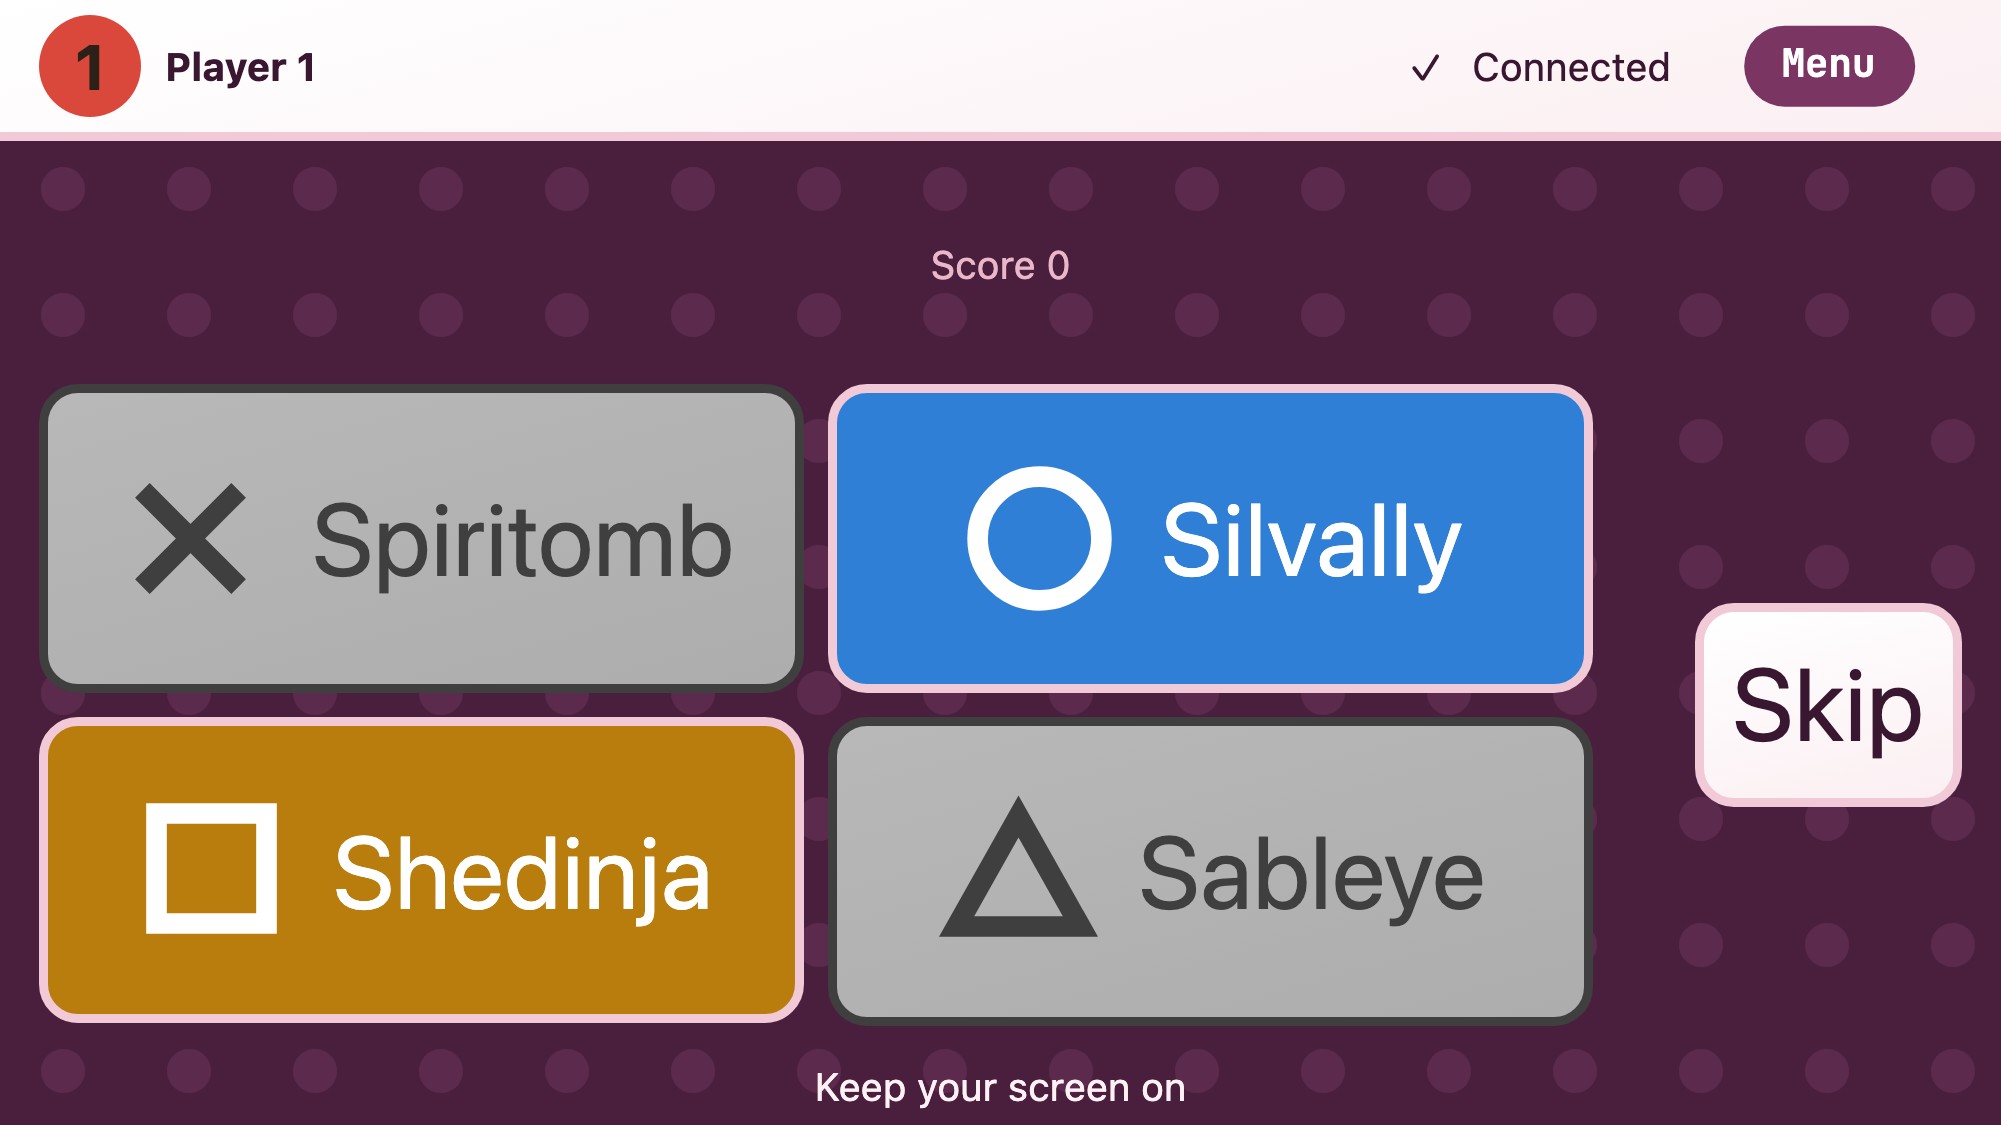 1 Player 1
✓ Connected
Menu
Score 0
Spiritomb
Silvally
Shedinja
Sableye
Skip
Keep your screen on